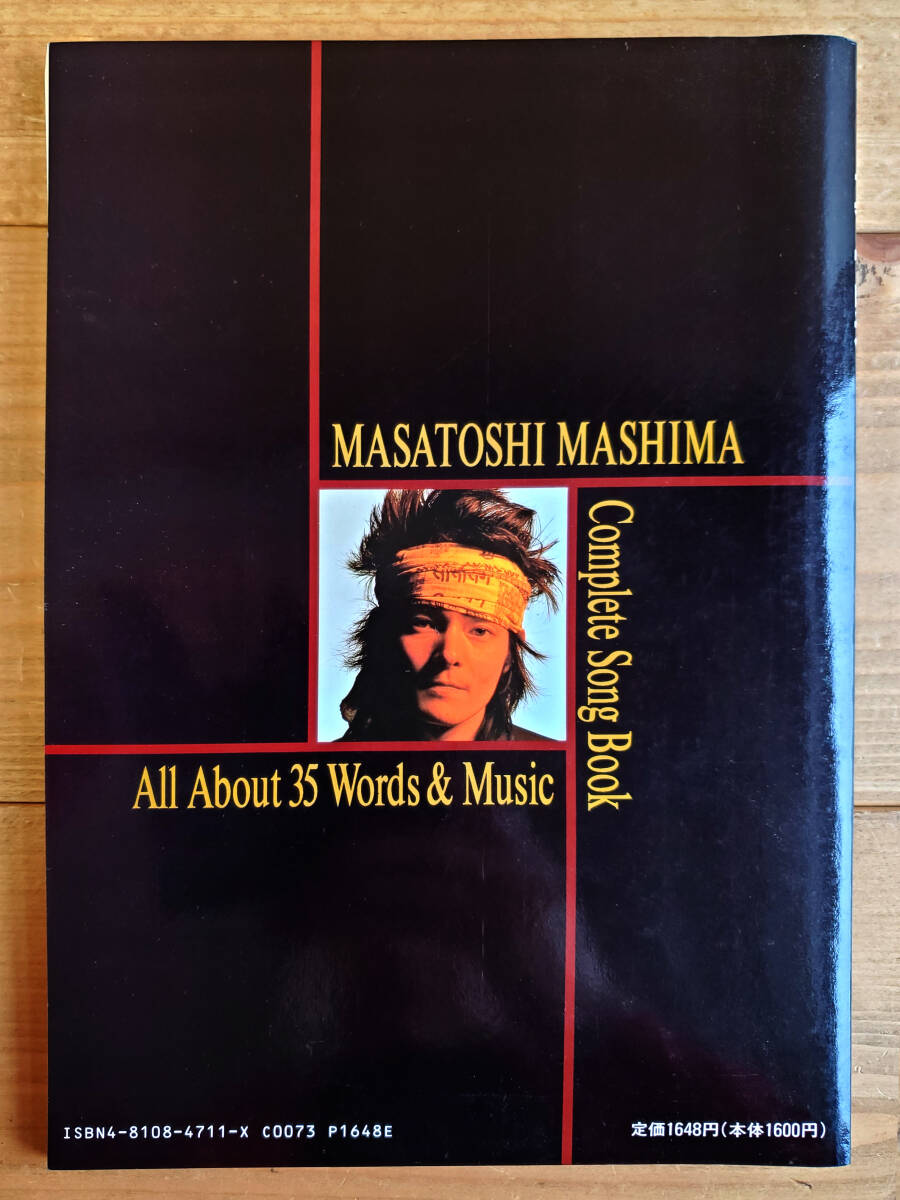 MASATOSHI MASHIMA
Complete Song Book
All About 35 Words & Music
ISBN4-8108-4711-X C0073 P1648E
定価1648円(本体1600円)